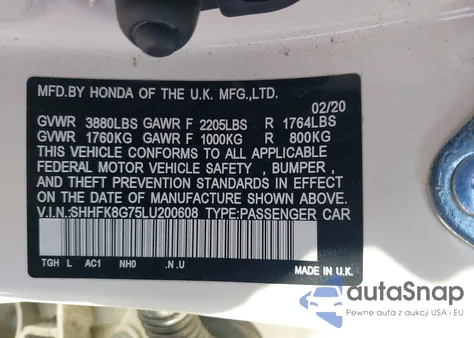 MFD.BY HONDA OF THE U.K. MFG.,LTD.
02/20
GVWR 3880LBS GAWR F 2205LBS R 1764LBS
GVWR 1760KG GAWR F 1000KG R 800KG
THIS VEHICLE CONFORMS TO ALL APPLICABLE
FEDERAL MOTOR VEHICLE SAFETY , BUMPER ,
AND THEFT PREVENTION STANDARDS IN EFFECT
ON THE DATE OF MANUFACTURE SHOWN ABOVE.
V.I.N.:SHHFK8G75LU200608 TYPE:PASSENGER CAR
TGH L AC1 NH0 .N.U MADE IN U.K.
autaSnap
Pewne auta z aukcji USA i EU